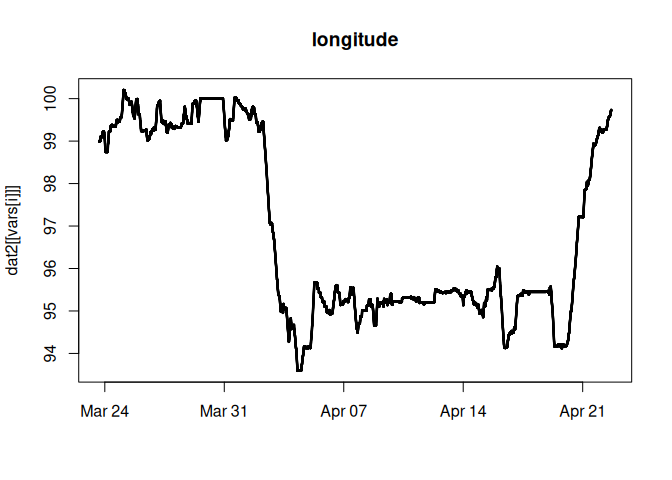 longitude
dat2[[vars[i]]]
100
99
98
97
96
95
94
Mar 24
Mar 31
Apr 07
Apr 14
Apr 21